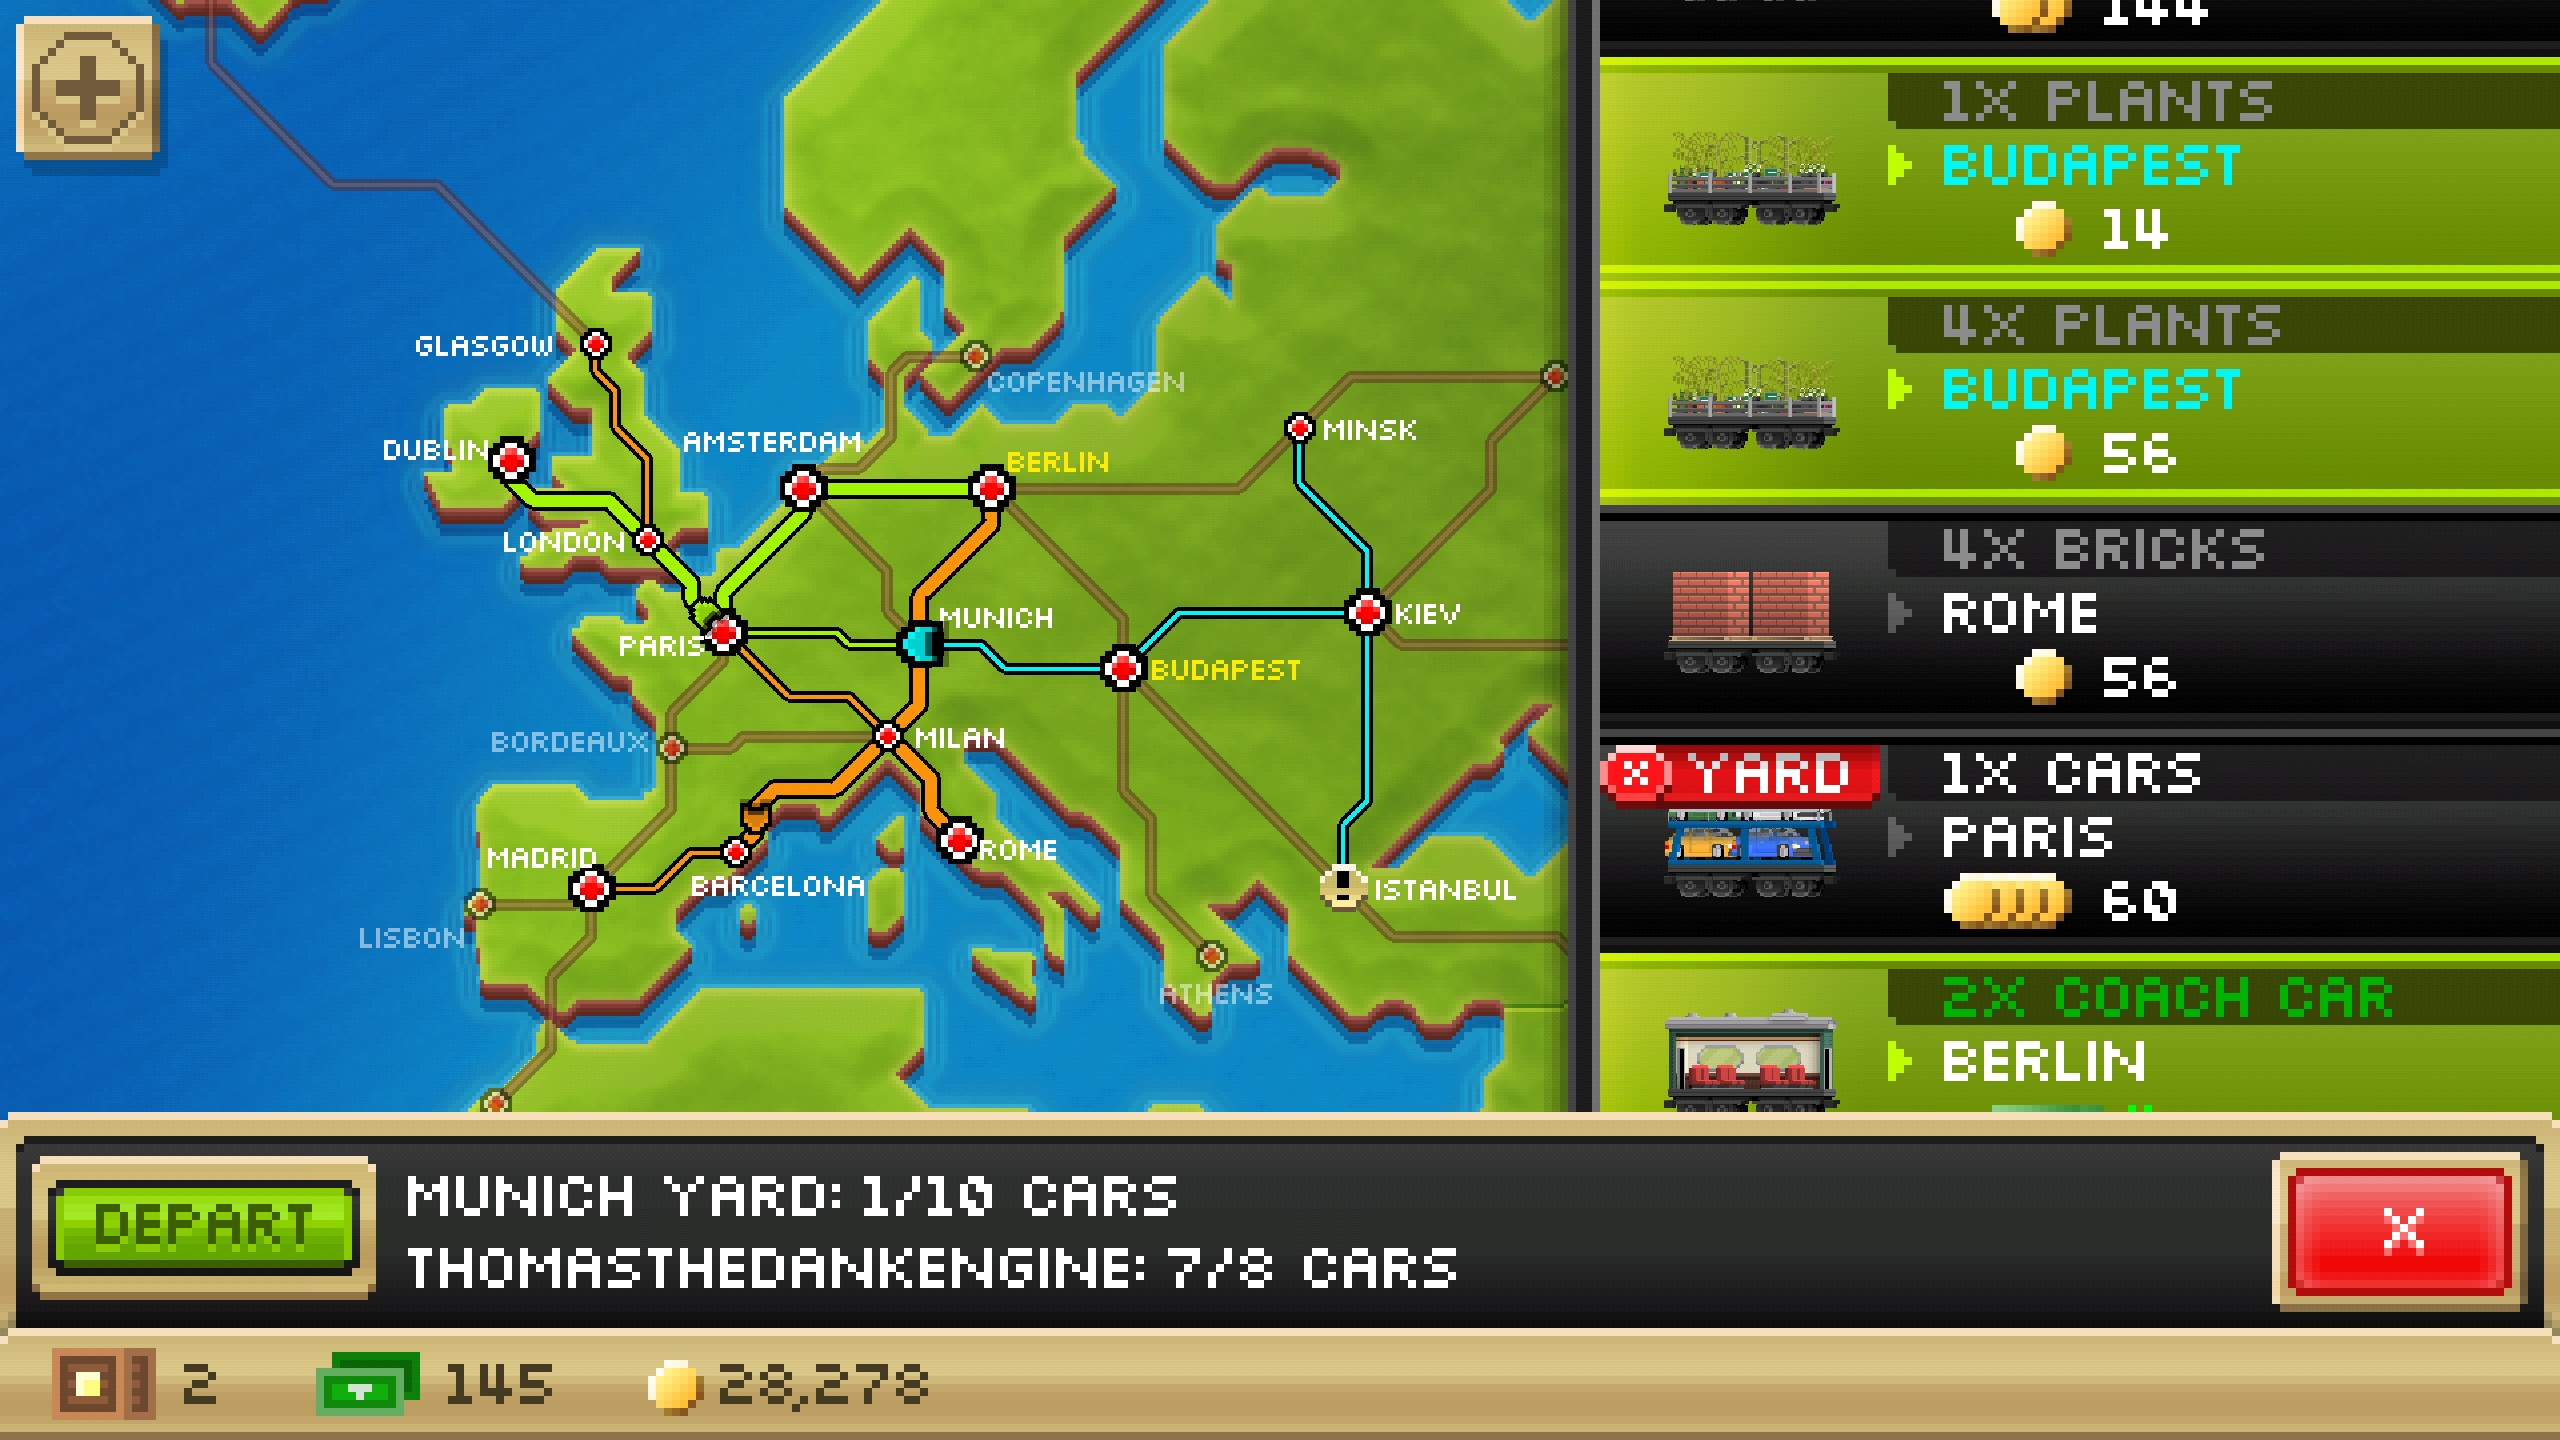 144
1X PLANTS
BUDAPEST
14
4X PLANTS
BUDAPEST
56
4X BRICKS
ROME
56
YARD 1X CARS
PARIS
60
2X COACH CAR
BERLIN
GLASGOW
COPENHAGEN
DUBLIN
AMSTERDAM
BERLIN
MINSK
LONDON
MUNICH
KIEV
PARIS
BUDAPEST
BORDEAUX
MILAN
MADRID
ROME
BARCELONA
ISTANBUL
LISBON
ATHENS
DEPART
MUNICH YARD: 1/10 CARS
THOMASTHEDANKENGINE: 7/8 CARS
X
2 145 28,278